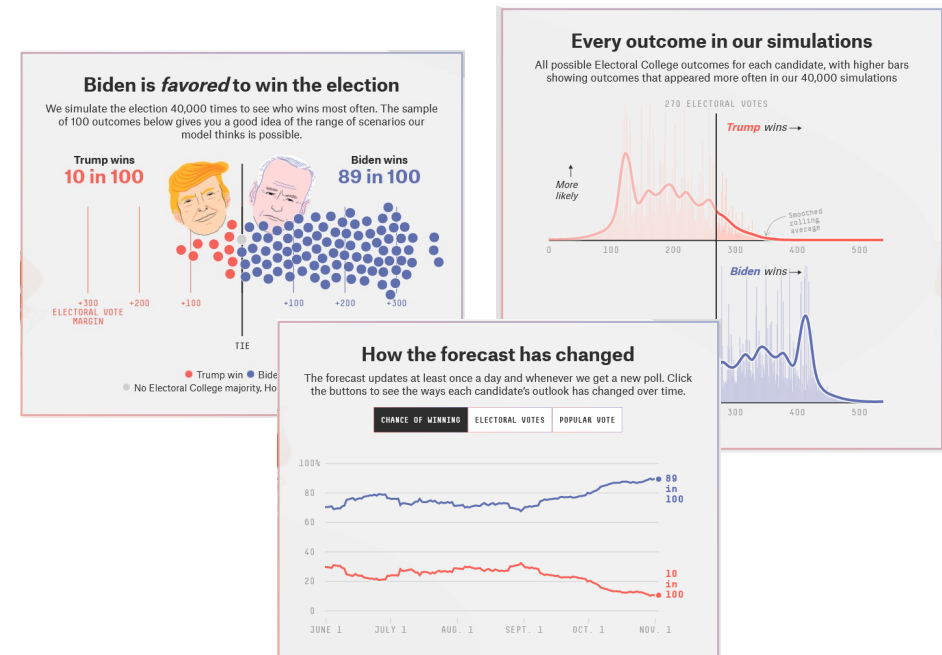 Biden is favored to win the election
We simulate the election 40,000 times to see who wins most often. The sample
of 100 outcomes below gives you a good idea of the range of scenarios our
model thinks is possible.
Trump wins
10 in 100
Biden wins
89 in 100
+300
+200
+100
+100
+200
+300
ELECTORAL VOTE
MARGIN
TIE
Trump win
Bide
No Electoral College majority, Ho
Every outcome in our simulations
All possible Electoral College outcomes for each candidate, with higher bars
showing outcomes that appeared more often in our 40,000 simulations
270 ELECTORAL VOTES
Trump wins→
↑
More
likely
Smoothed
rolling
average
0
100
200
300
400
500
Biden wins→
300
400
500
How the forecast has changed
The forecast updates at least once a day and whenever we get a new poll. Click
the buttons to see the ways each candidate's outlook has changed over time.
CHANCE OF WINNING
ELECTORAL VOTES
POPULAR VOTE
100%
80
60
40
20
0
89
in
100
10
in
100
JUNE 1
JULY 1
AUG. 1
SEPT. 1
OCT. 1
NOV. 1